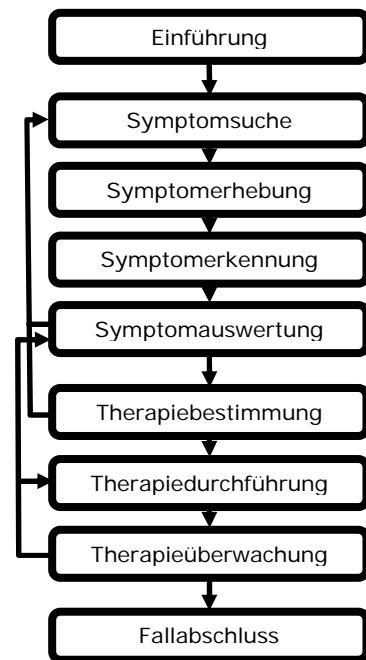 Einführung
Symptomsuche
Symptomerhebung
Symptomerkennung
Symptomauswertung
Therapiebestimmung
Therapiedurchführung
Therapieüberwachung
Fallabschluss